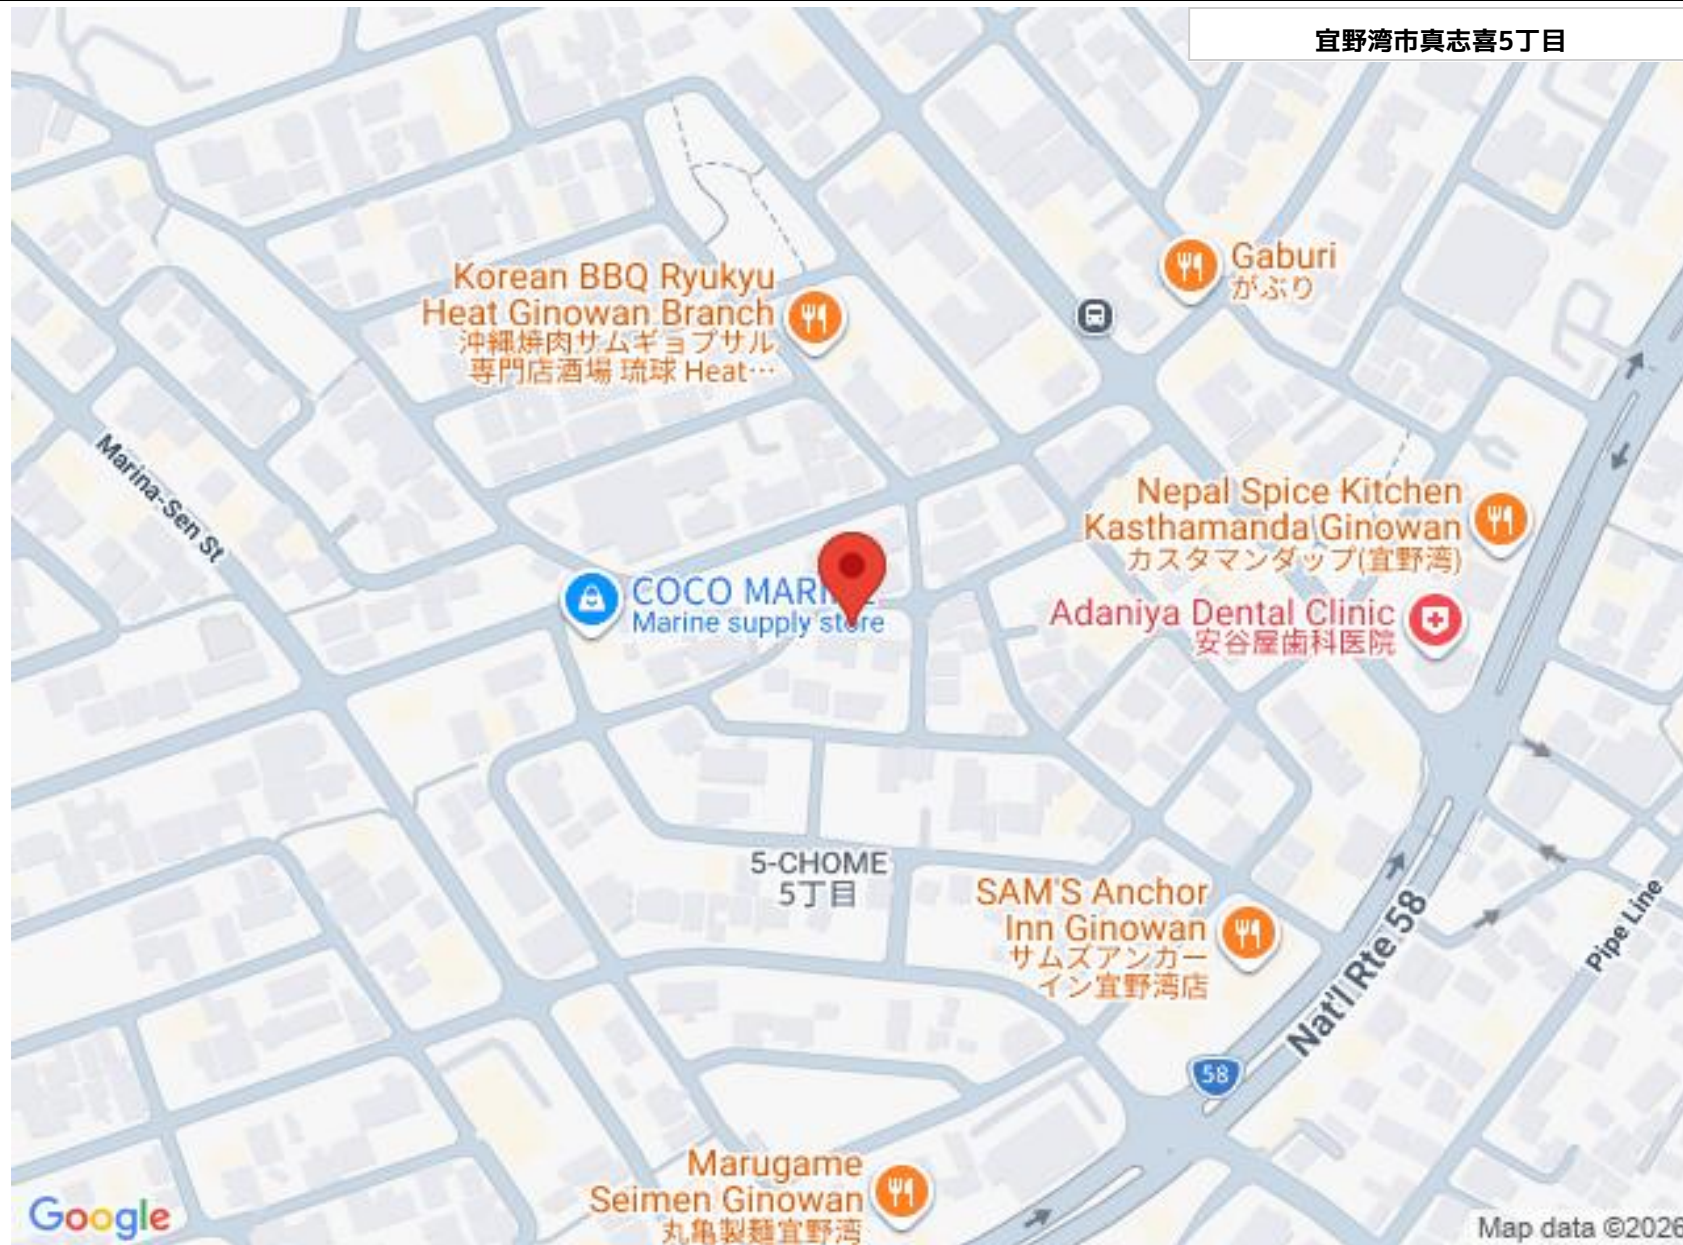 宜野湾市真志喜5丁目
Gaburi
がぶり
Korean BBQ Ryukyu
Heat Ginowan Branch
沖縄焼肉サムギョプサル
専門店酒場 琉球 Heat…
Marina-Sen St
Nepal Spice Kitchen
Kasthamanda Ginowan
カスタマンダップ(宜野湾)
COCO MARINE
Marine supply store
Adaniya Dental Clinic
安谷屋歯科医院
5-CHOME
5丁目
SAM'S Anchor
Inn Ginowan
サムズアンカー
イン宜野湾店
Nat'l Rte 58
Pipe Line
58
Marugame
Seimen Ginowan
丸亀製麺宜野湾
Google
Map data ©2026